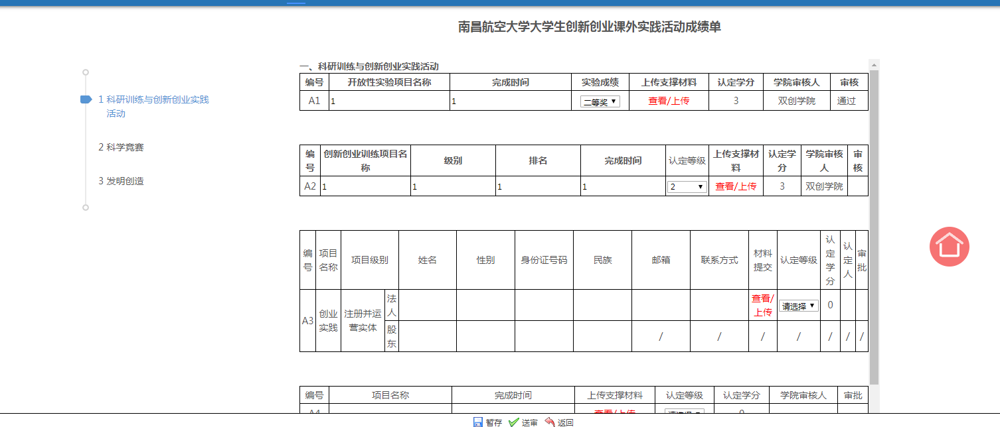 南昌航空大学大学生创新创业课外实践活动成绩单
1 科研训练与创新创业实践
活动
2 科学竞赛
3 发明创造
一、科研训练与创新创业实践活动
编号 开放性实验项目名称 完成时间 实验成绩 上传支撑材料 认定学分 学院审核人 审核
A1 1 1 二等奖 查看/上传 3 双创学院 通过
编号 创新创业训练项目名称 级别 排名 完成时间 认定等级 上传支撑材料 认定学分 学院审核人 审核
A2 1 1 1 1 2 查看/上传 3 双创学院
编号 项目名称 项目级别 姓名 性别 身份证号码 民族 邮箱 联系方式 材料提交 认定等级 认定学分 认定人 审批
A3 创业实践 注册并运营实体 法人 查看/上传 请选择 0
股东 / / / / / / /
编号 项目名称 完成时间 上传支撑材料 认定等级 认定学分 学院审核人 审批
A4 查看/上传 请选择 0
暂存 送审 返回